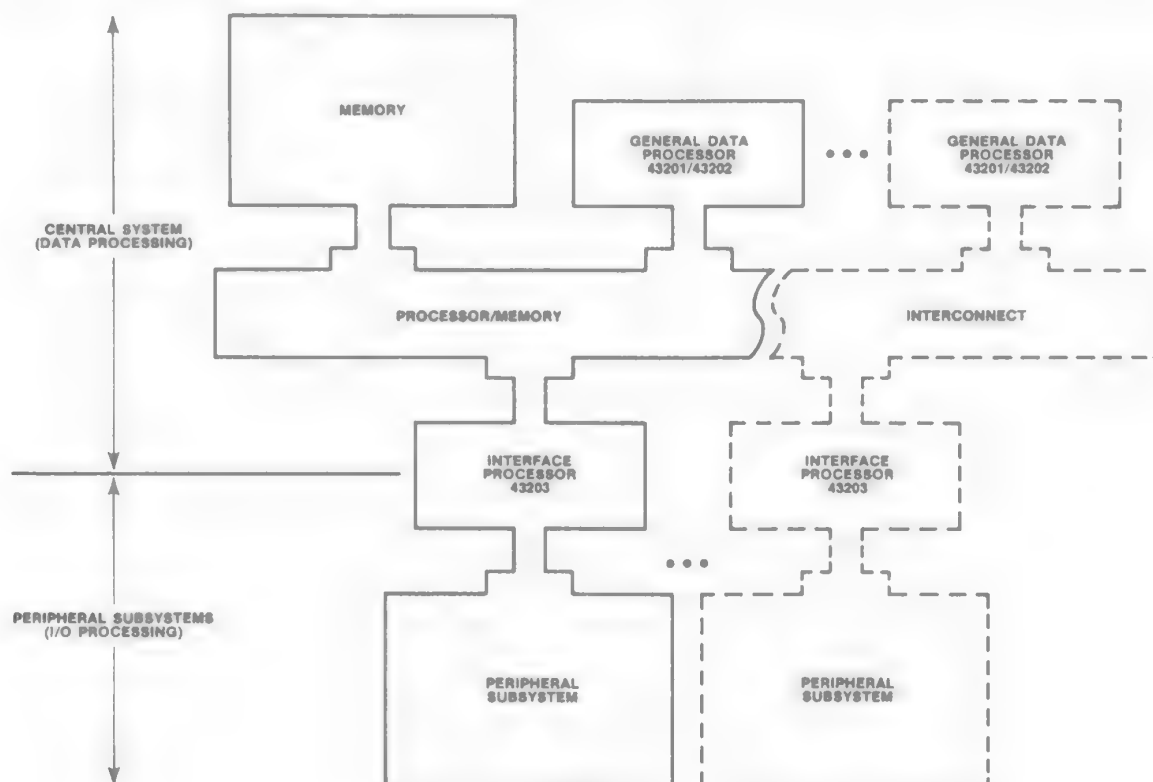 MEMORY
GENERAL DATA
PROCESSOR
43201/43202
GENERAL DATA
PROCESSOR
43201/43202
CENTRAL SYSTEM
(DATA PROCESSING)
PROCESSOR/MEMORY
INTERCONNECT
INTERFACE
PROCESSOR
43203
INTERFACE
PROCESSOR
43203
PERIPHERAL SUBSYSTEMS
(I/O PROCESSING)
PERIPHERAL
SUBSYSTEM
PERIPHERAL
SUBSYSTEM